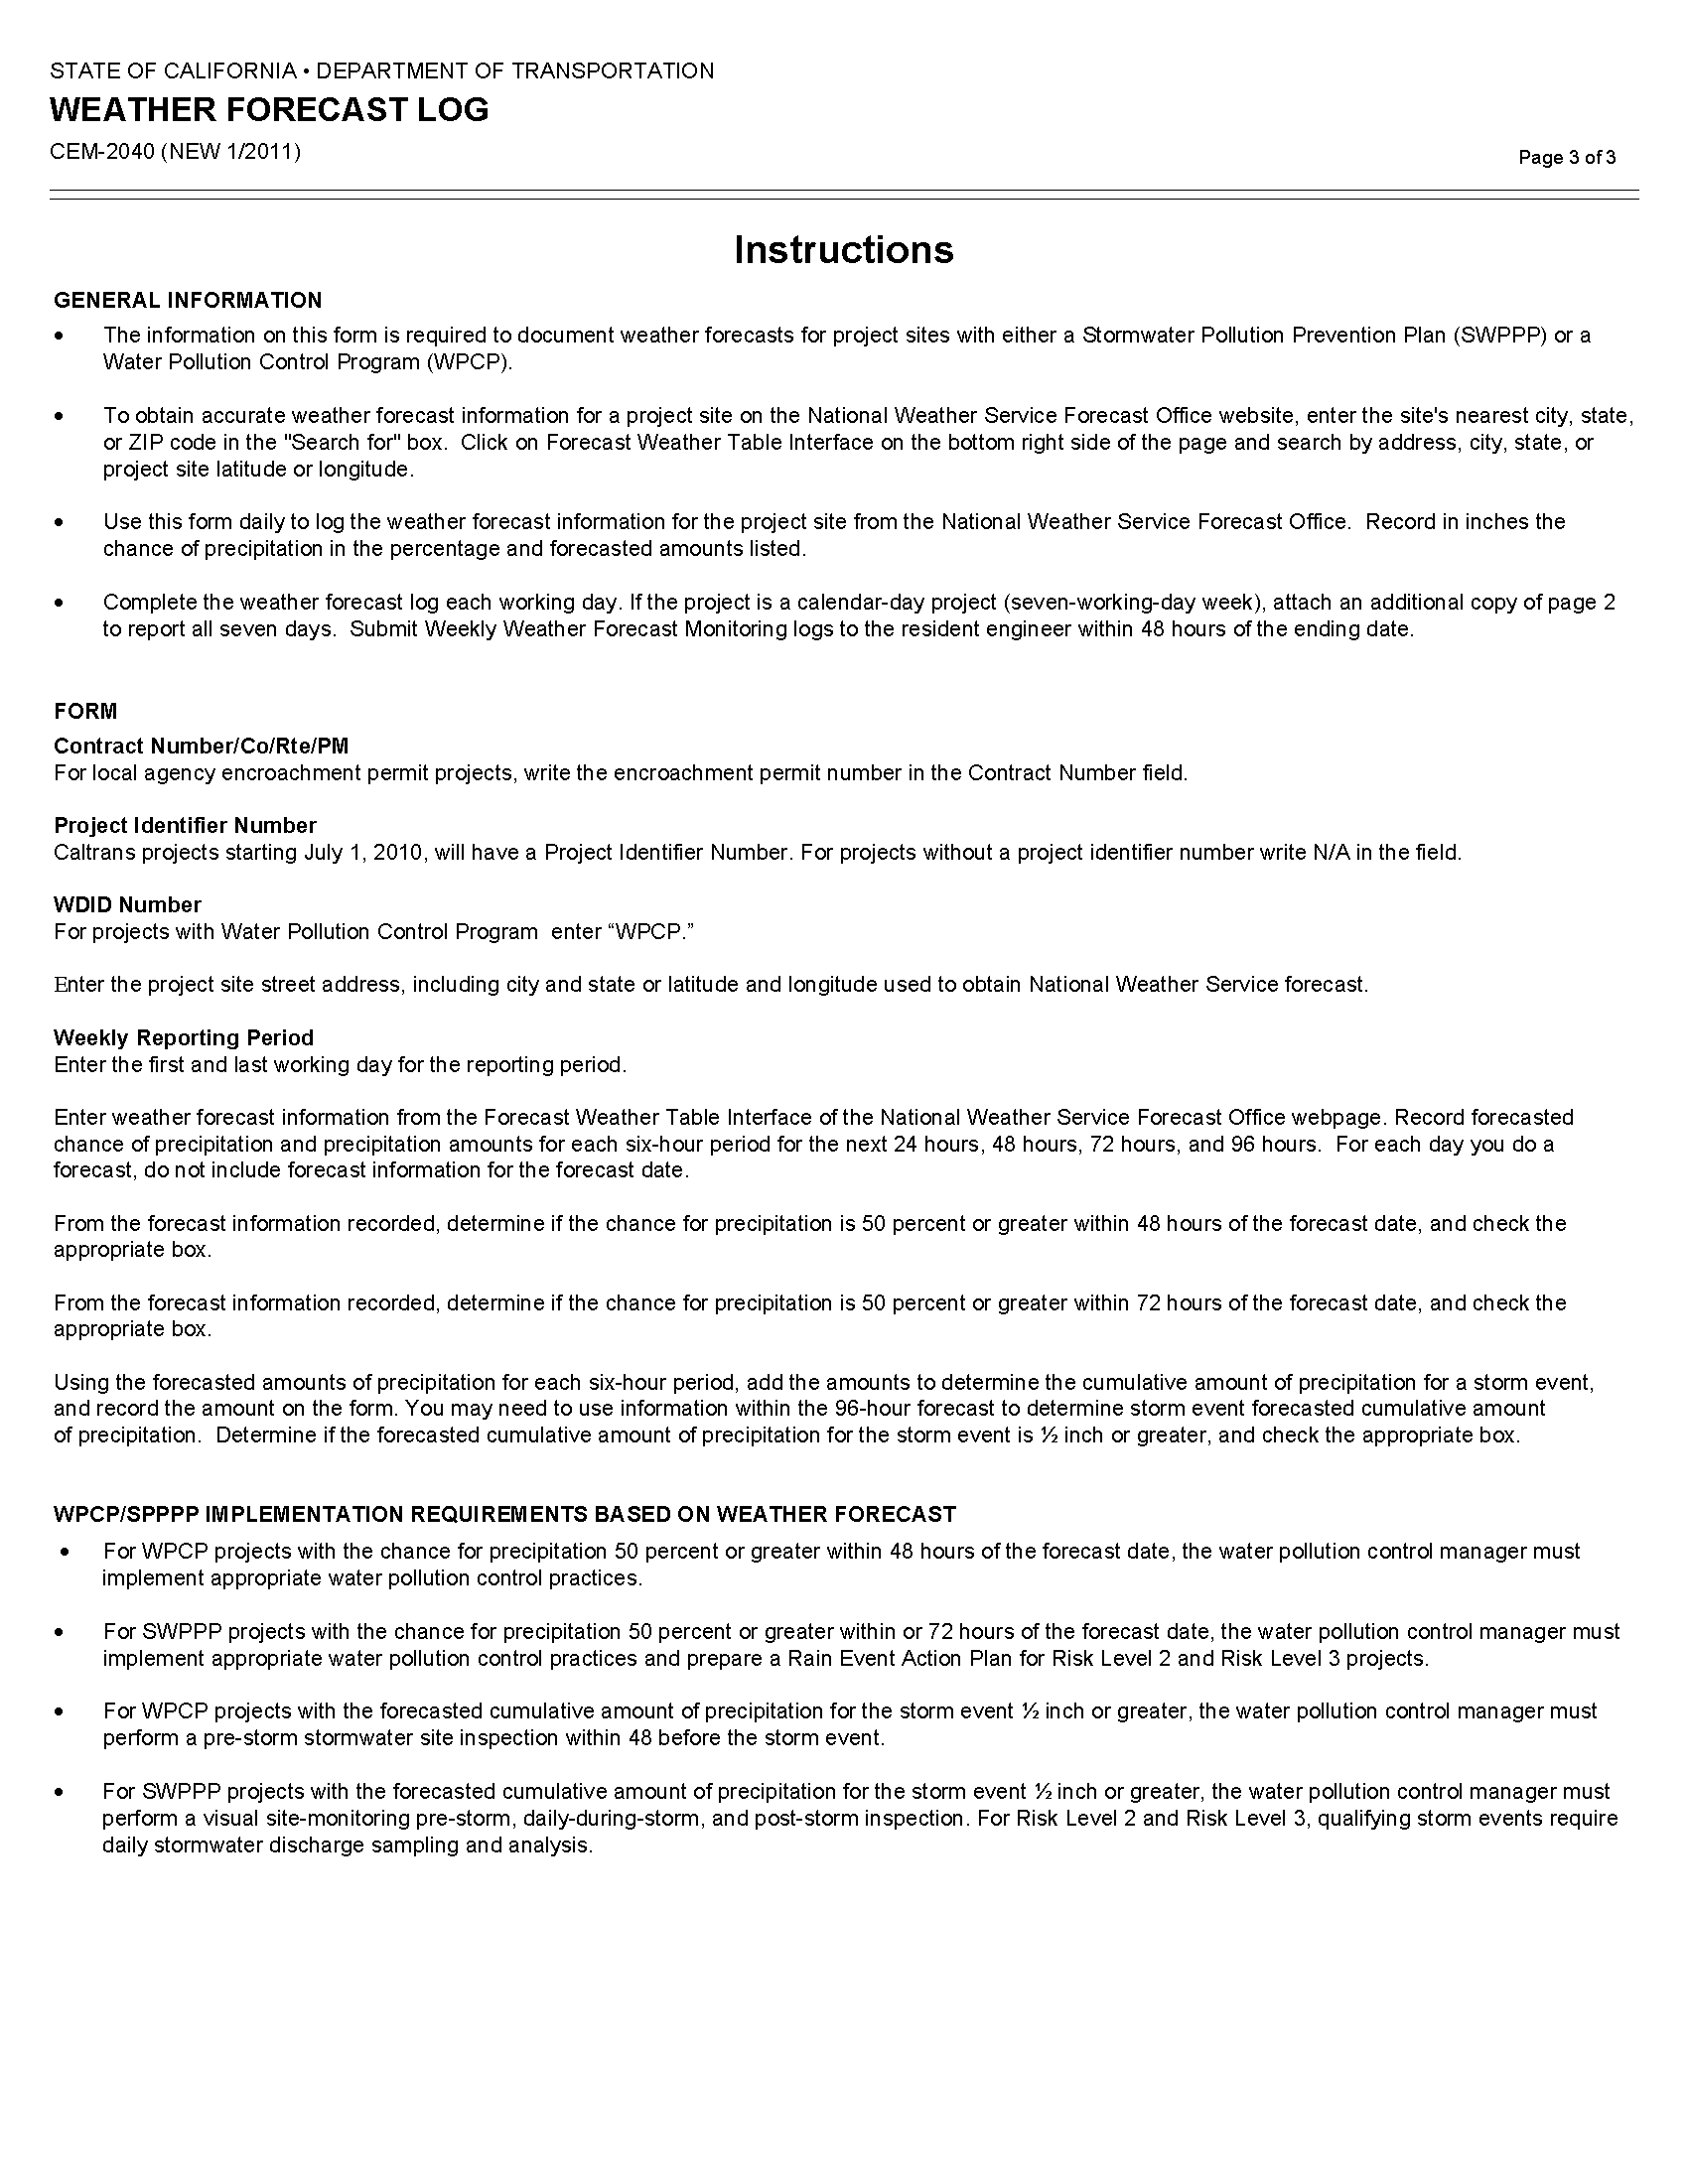 STATE OF CALIFORNIA • DEPARTMENT OF TRANSPORTATION
WEATHER FORECAST LOG
CEM-2040 (NEW 1/2011)
Page 3 of 3
Instructions
GENERAL INFORMATION
• The information on this form is required to document weather forecasts for project sites with either a Stormwater Pollution Prevention Plan (SWPPP) or a
Water Pollution Control Program (WPCP).
• To obtain accurate weather forecast information for a project site on the National Weather Service Forecast Office website, enter the site's nearest city, state,
or ZIP code in the "Search for" box.  Click on Forecast Weather Table Interface on the bottom right side of the page and search by address, city, state, or
project site latitude or longitude.
• Use this form daily to log the weather forecast information for the project site from the National Weather Service Forecast Office.  Record in inches the
chance of precipitation in the percentage and forecasted amounts listed.
• Complete the weather forecast log each working day. If the project is a calendar-day project (seven-working-day week), attach an additional copy of page 2
to report all seven days.  Submit Weekly Weather Forecast Monitoring logs to the resident engineer within 48 hours of the ending date.
FORM
Contract Number/Co/Rte/PM
For local agency encroachment permit projects, write the encroachment permit number in the Contract Number field.
Project Identifier Number
Caltrans projects starting July 1, 2010, will have a Project Identifier Number. For projects without a project identifier number write N/A in the field.
WDID Number
For projects with Water Pollution Control Program  enter “WPCP.”
Enter the project site street address, including city and state or latitude and longitude used to obtain National Weather Service forecast.
Weekly Reporting Period
Enter the first and last working day for the reporting period.
Enter weather forecast information from the Forecast Weather Table Interface of the National Weather Service Forecast Office webpage. Record forecasted
chance of precipitation and precipitation amounts for each six-hour period for the next 24 hours, 48 hours, 72 hours, and 96 hours.  For each day you do a
forecast, do not include forecast information for the forecast date.
From the forecast information recorded, determine if the chance for precipitation is 50 percent or greater within 48 hours of the forecast date, and check the
appropriate box.
From the forecast information recorded, determine if the chance for precipitation is 50 percent or greater within 72 hours of the forecast date, and check the
appropriate box.
Using the forecasted amounts of precipitation for each six-hour period, add the amounts to determine the cumulative amount of precipitation for a storm event,
and record the amount on the form. You may need to use information within the 96-hour forecast to determine storm event forecasted cumulative amount
of precipitation.  Determine if the forecasted cumulative amount of precipitation for the storm event is ½ inch or greater, and check the appropriate box.
WPCP/SPPPP IMPLEMENTATION REQUIREMENTS BASED ON WEATHER FORECAST
• For WPCP projects with the chance for precipitation 50 percent or greater within 48 hours of the forecast date, the water pollution control manager must
implement appropriate water pollution control practices.
• For SWPPP projects with the chance for precipitation 50 percent or greater within or 72 hours of the forecast date, the water pollution control manager must
implement appropriate water pollution control practices and prepare a Rain Event Action Plan for Risk Level 2 and Risk Level 3 projects.
• For WPCP projects with the forecasted cumulative amount of precipitation for the storm event ½ inch or greater, the water pollution control manager must
perform a pre-storm stormwater site inspection within 48 before the storm event.
• For SWPPP projects with the forecasted cumulative amount of precipitation for the storm event ½ inch or greater, the water pollution control manager must
perform a visual site-monitoring pre-storm, daily-during-storm, and post-storm inspection. For Risk Level 2 and Risk Level 3, qualifying storm events require
daily stormwater discharge sampling and analysis.